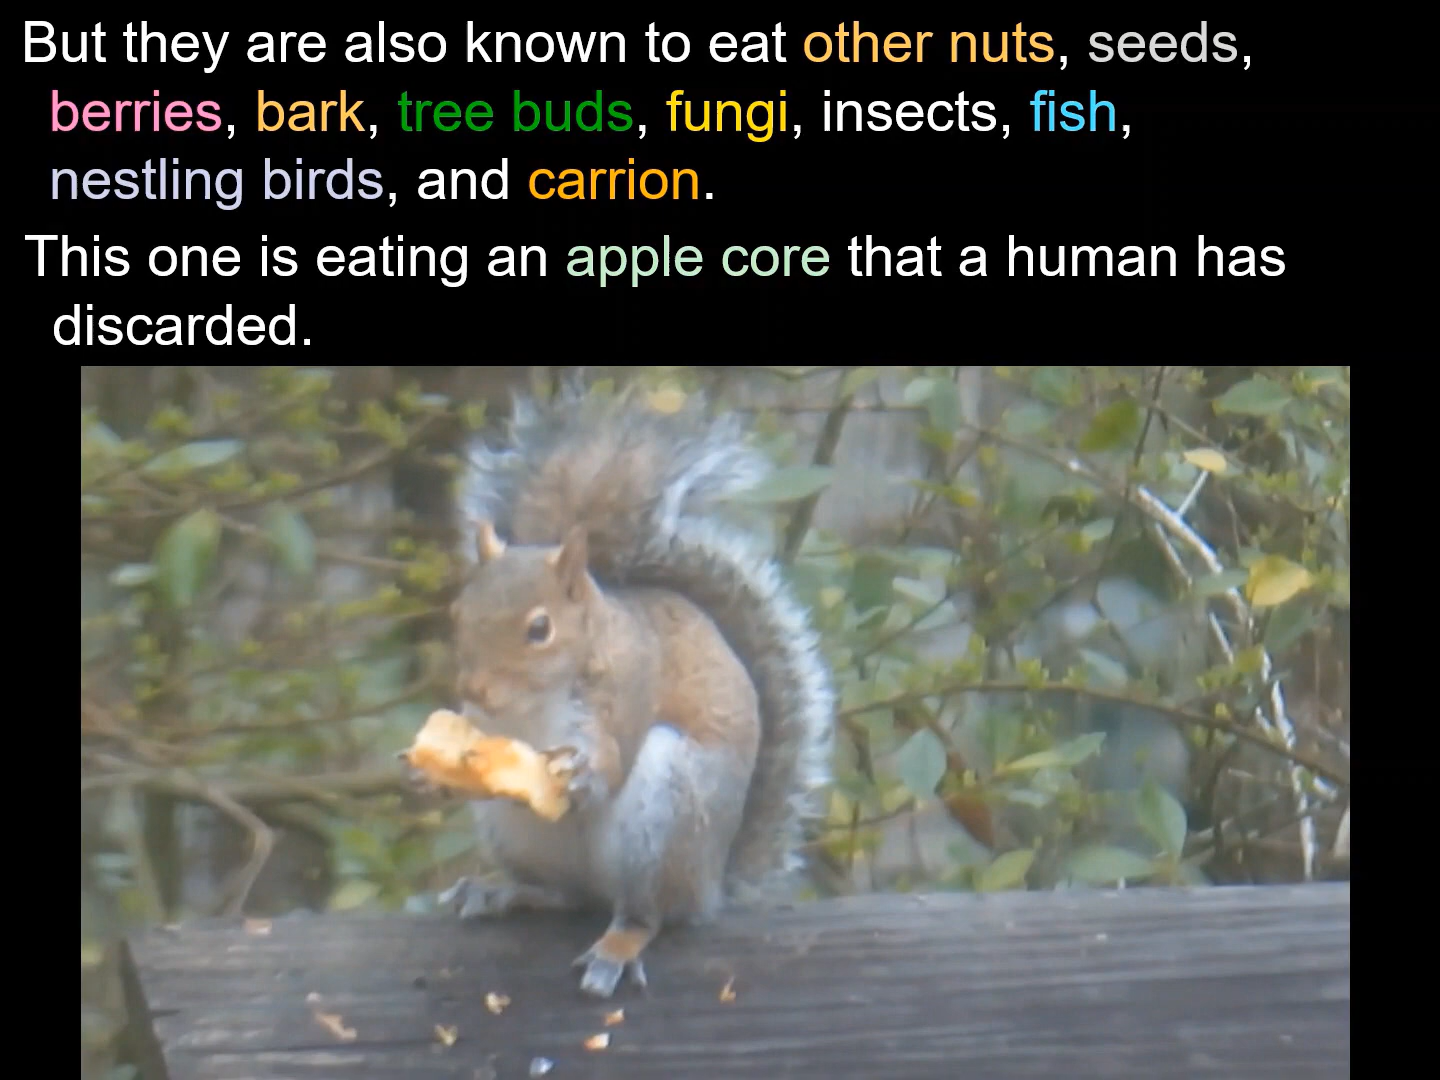 But they are also known to eat other nuts, seeds,
berries, bark, tree buds, fungi, insects, fish,
nestling birds, and carrion.
This one is eating an apple core that a human has
discarded.